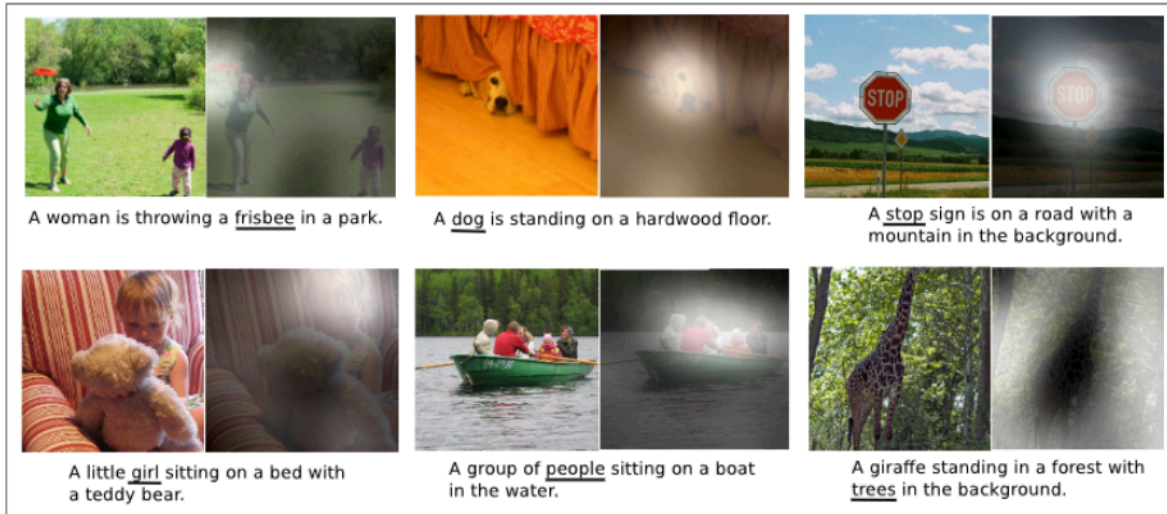 A woman is throwing a frisbee in a park.
A dog is standing on a hardwood floor.
A stop sign is on a road with a
mountain in the background.
STOP
STOP
A little girl sitting on a bed with
a teddy bear.
A group of people sitting on a boat
in the water.
A giraffe standing in a forest with
trees in the background.